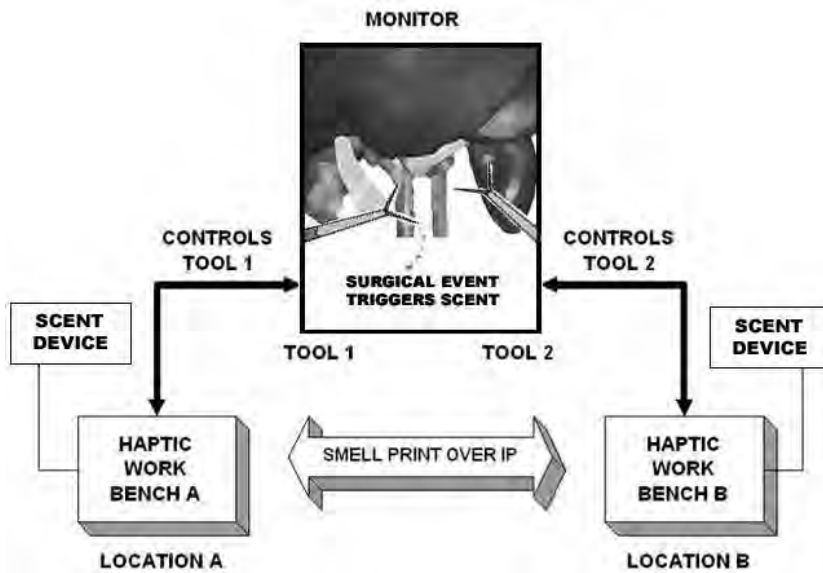 MONITOR
CONTROLS
TOOL 1
CONTROLS
TOOL 2
SURGICAL EVENT
TRIGGERS SCENT
SCENT
DEVICE
SCENT
DEVICE
TOOL 1
TOOL 2
HAPTIC
WORK
BENCH A
SMELL PRINT OVER IP
HAPTIC
WORK
BENCH B
LOCATION A
LOCATION B